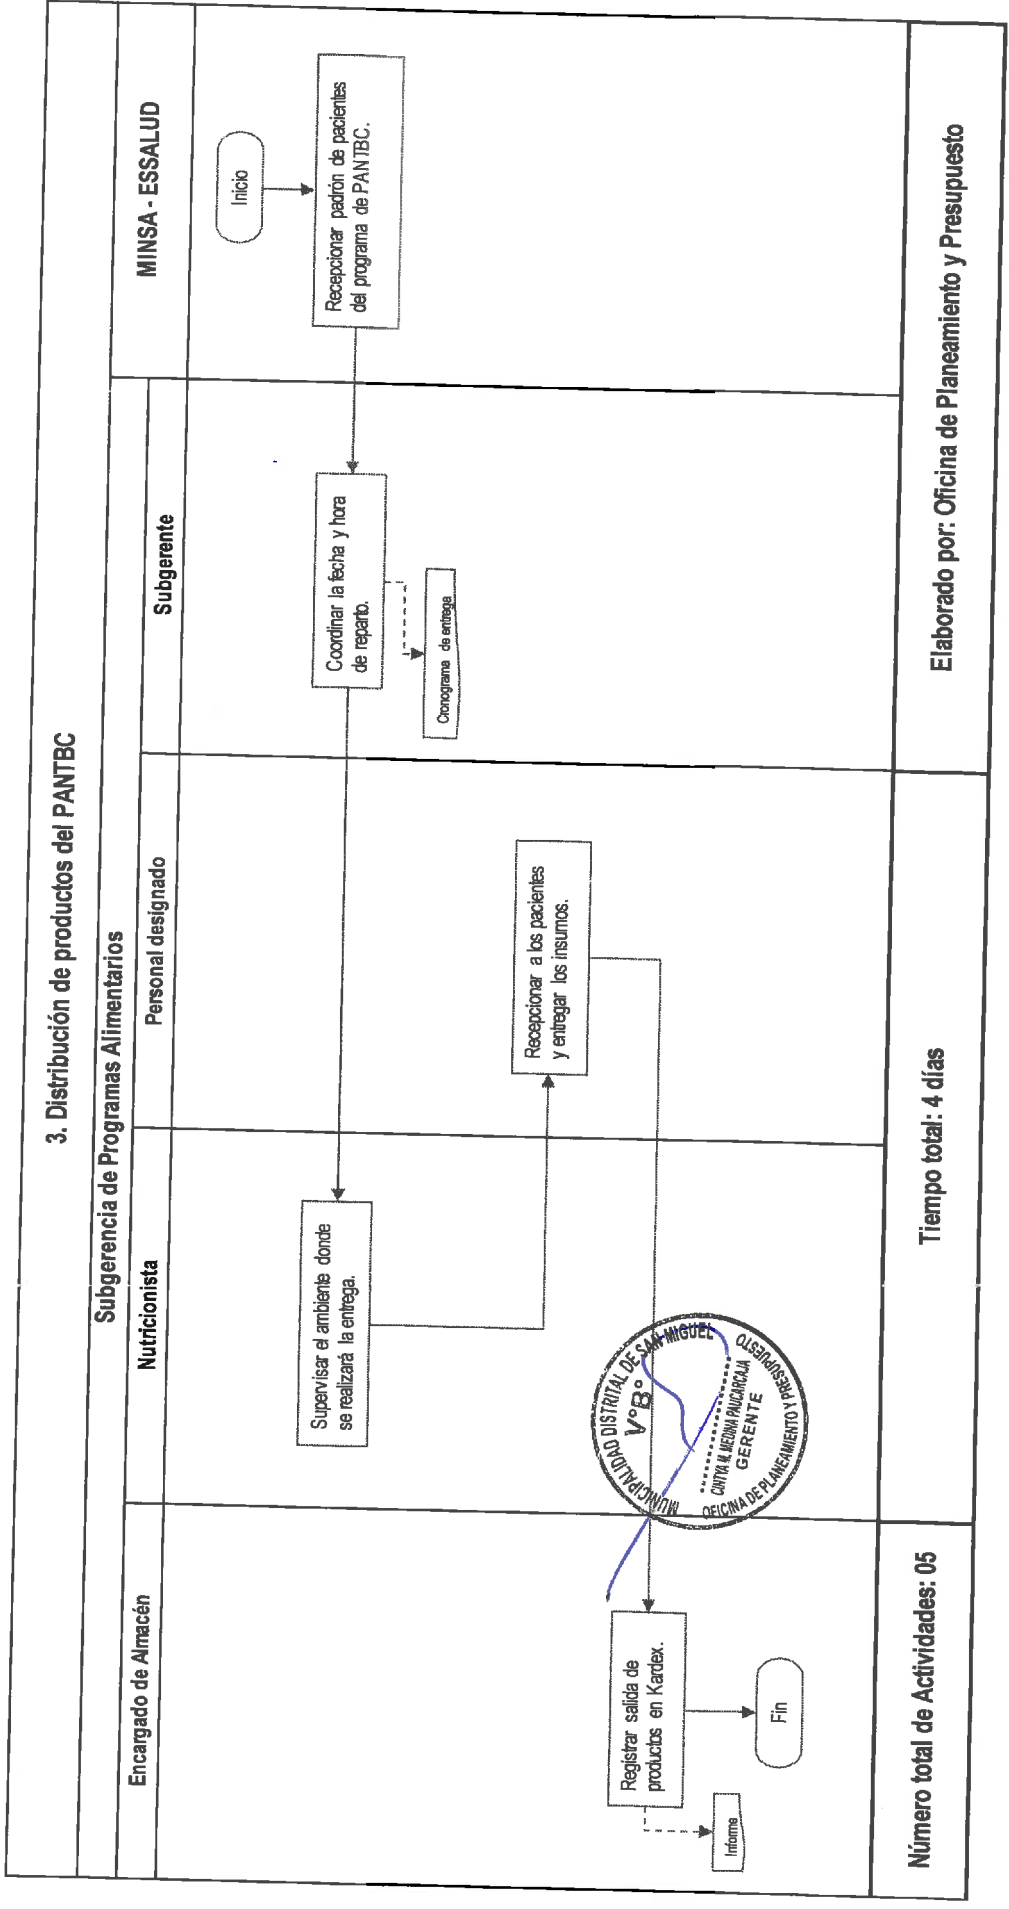 3. Distribución de productos del PANTBC
Subgerencia de Programas Alimentarios
MINSA - ESSALUD
Encargado de Almacén
Nutricionista
Personal designado
Subgerente
Inicio
Recepcionar padrón de pacientes
del programa de PANTBC.
Coordinar la fecha y hora
de reparto.
Cronograma de entrega
Supervisar el ambiente donde
se realizará la entrega.
Recepcionar a los pacientes
y entregar los insumos.
Registrar salida de
productos en Kardex.
Informe
Fin
MUNICIPALIDAD DISTRITAL DE SAN MIGUEL
V°B°
CINTYA M. MEDINA PAUCARCAJA
GERENTE
OFICINA DE PLANEAMIENTO Y PRESUPUESTO
Número total de Actividades: 05
Tiempo total: 4 días
Elaborado por: Oficina de Planeamiento y Presupuesto